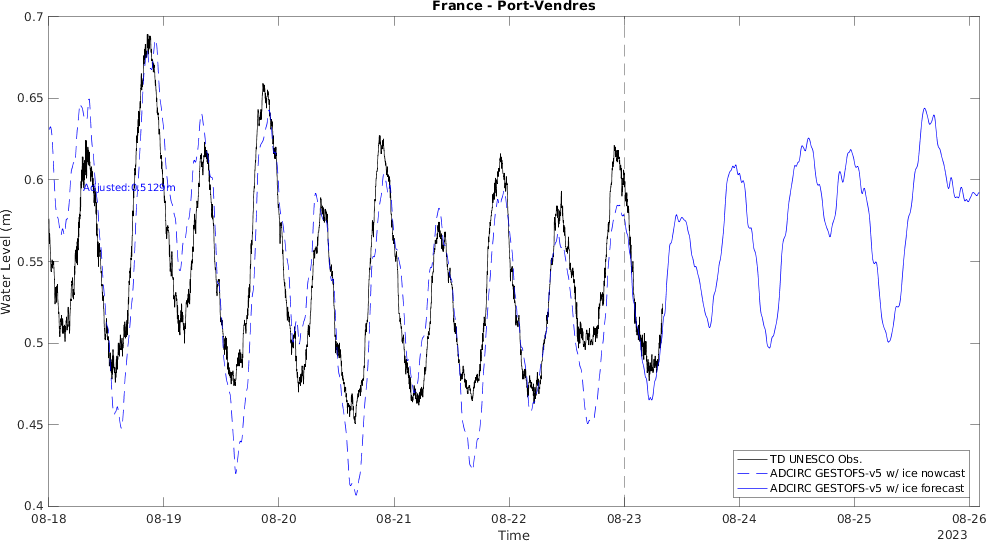 France - Port-Vendres
0.7
0.65
0.6
0.55
0.5
0.45
0.4
Water Level (m)
Adjusted:0.5129m
TD UNESCO Obs.
ADCIRC GESTOFS-v5 w/ ice nowcast
ADCIRC GESTOFS-v5 w/ ice forecast
08-18
08-19
08-20
08-21
08-22
08-23
08-24
08-25
08-26
Time
2023